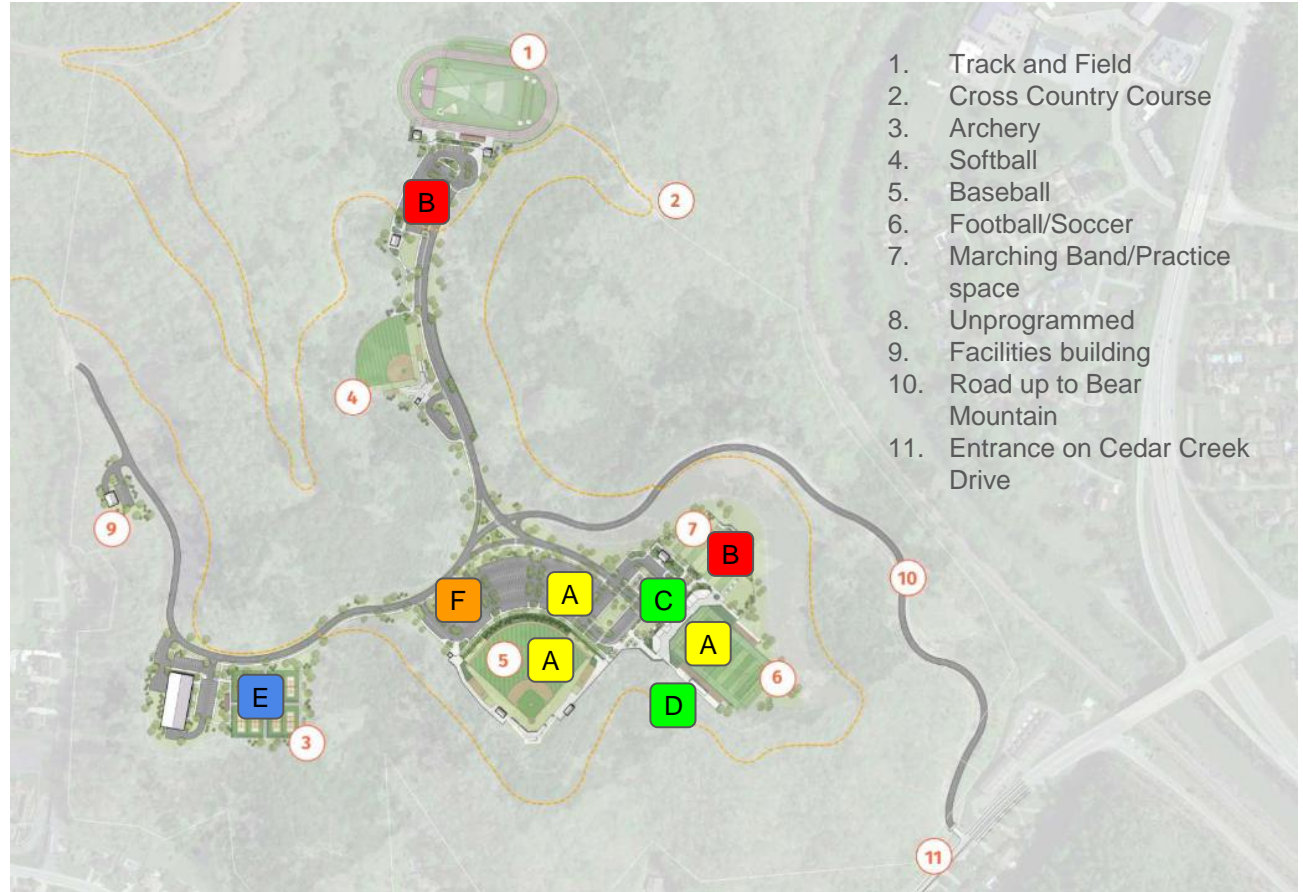 1
1. Track and Field
2. Cross Country Course
3. Archery
4. Softball
5. Baseball
6. Football/Soccer
7. Marching Band/Practice
space
8. Unprogrammed
9. Facilities building
10. Road up to Bear
Mountain
11. Entrance on Cedar Creek
Drive
B
2
4
9
7
B
10
F
A
C
5
A
A
6
E
D
3
11